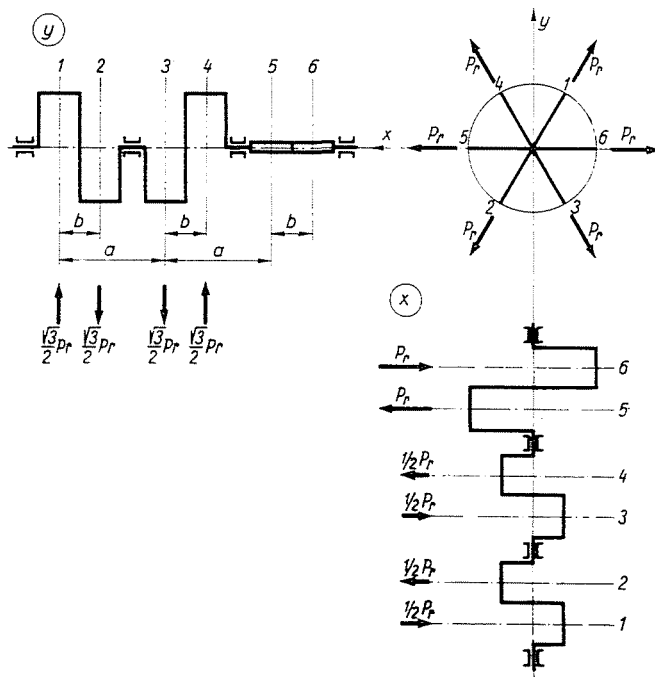 y
1 2 3 4 5 6
x
b b b
a a
√3/2 Pr √3/2 Pr √3/2 Pr √3/2 Pr
y
Pr Pr
4 1
Pr 5 6 Pr
2 3
Pr Pr
x
Pr 6
Pr 5
1/2 Pr 4
1/2 Pr 3
1/2 Pr 2
1/2 Pr 1